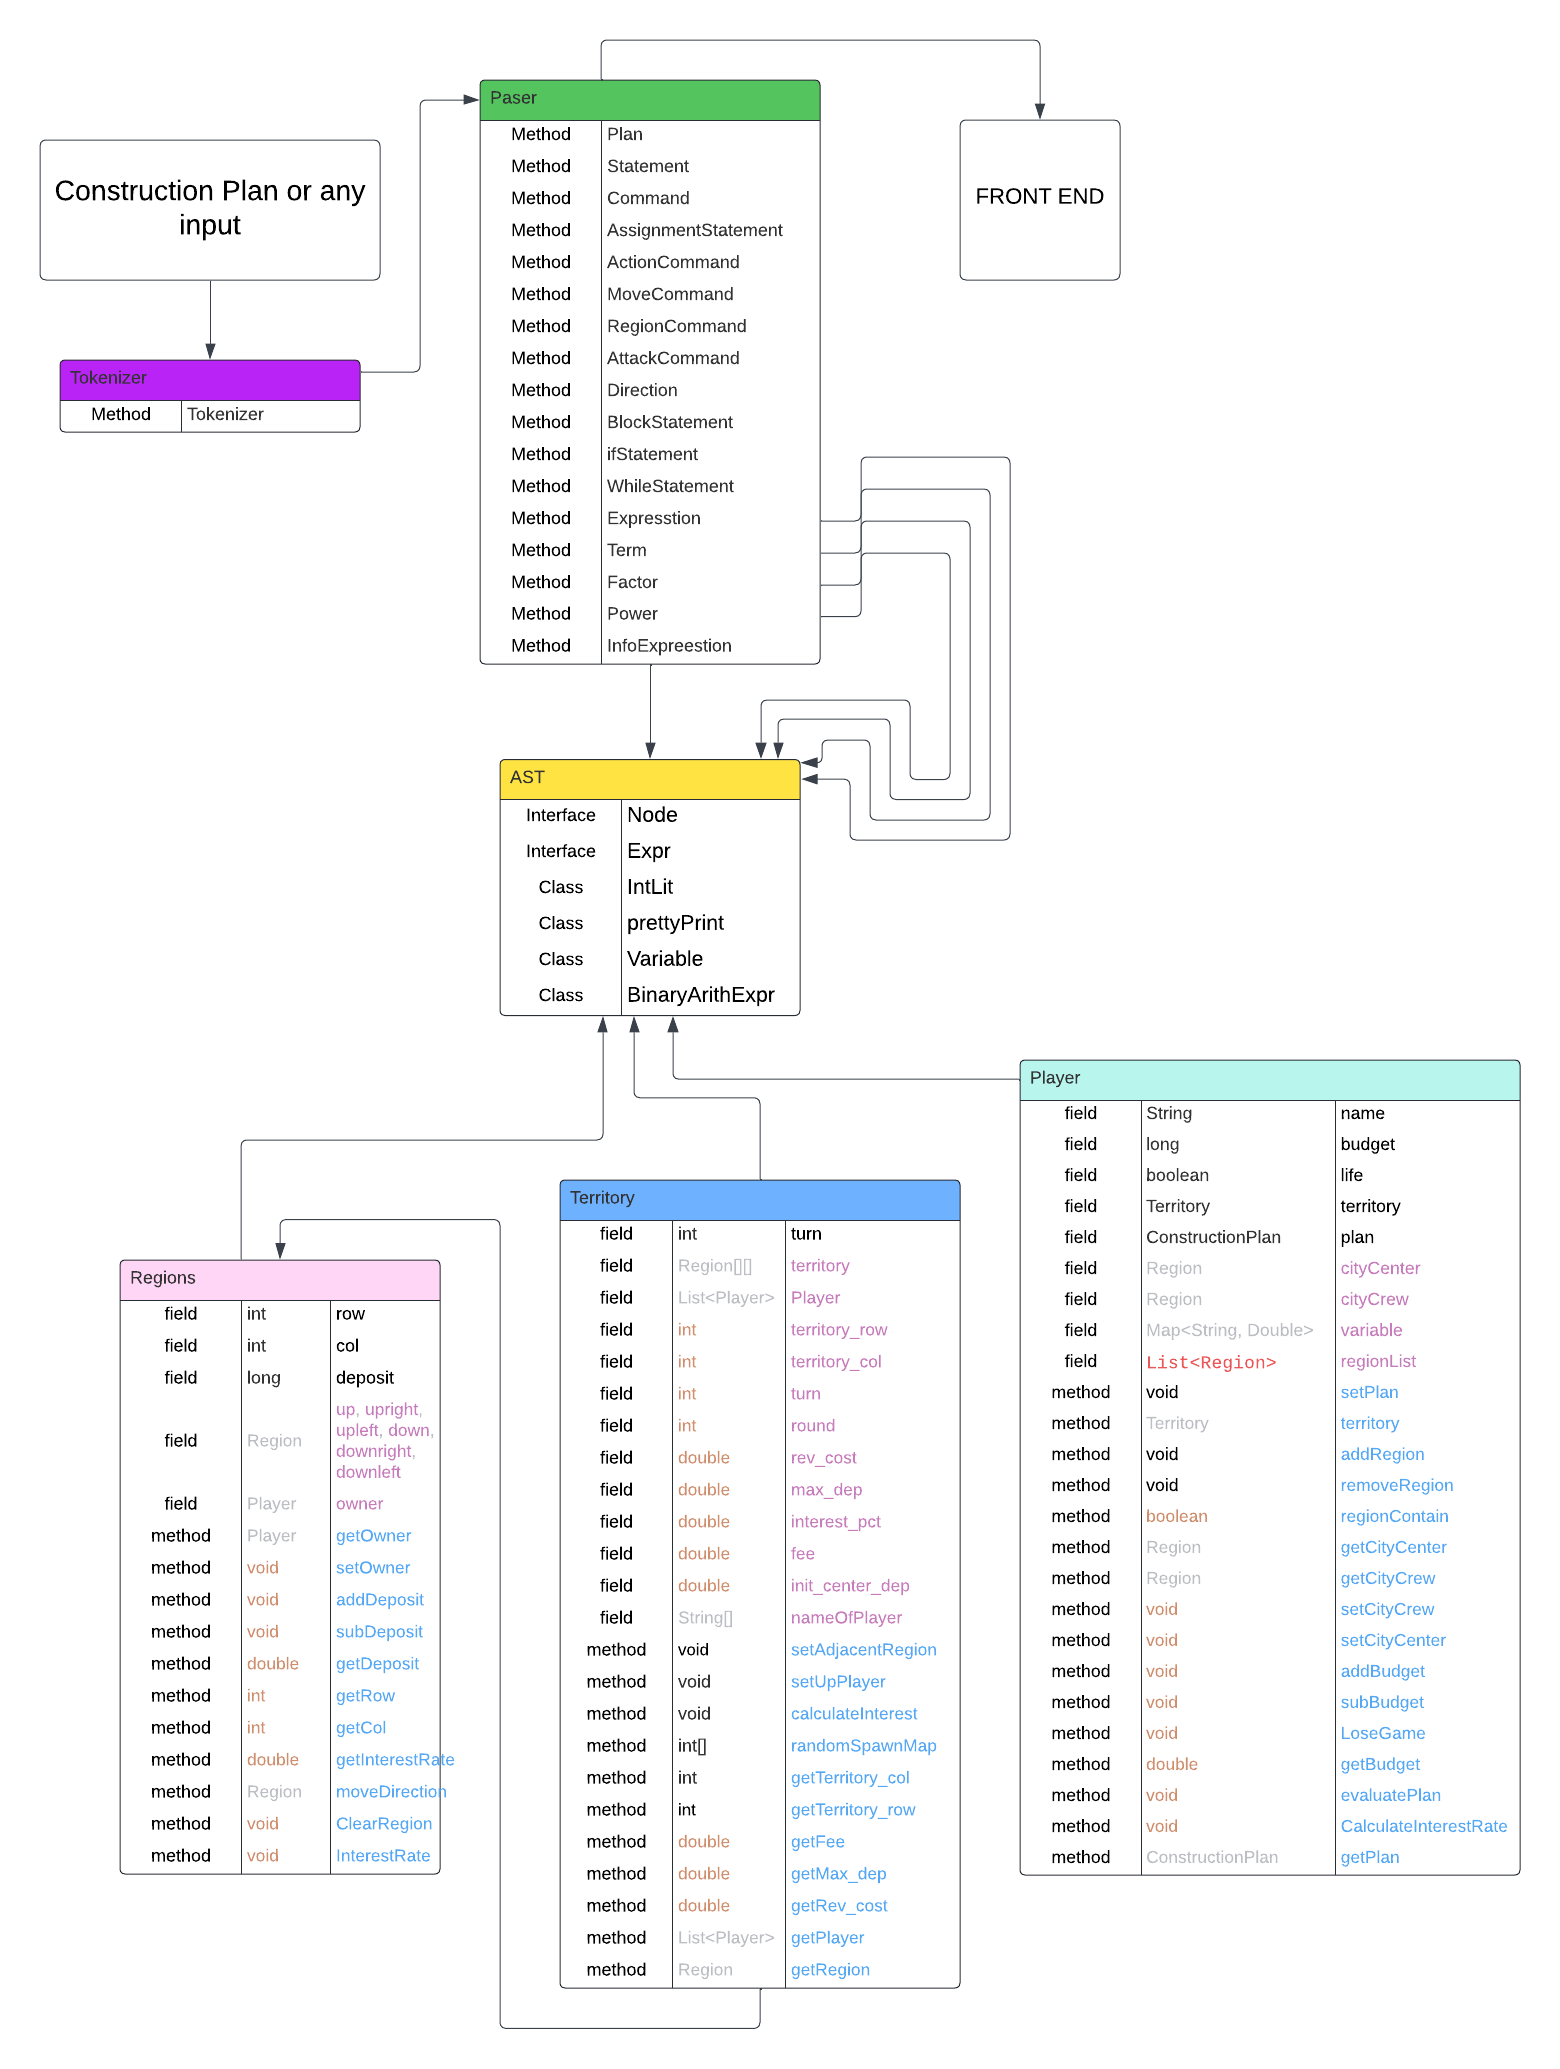 Construction Plan or any
input
Tokenizer
Method Tokenizer
Paser
Method Plan
Method Statement
Method Command
Method AssignmentStatement
Method ActionCommand
Method MoveCommand
Method RegionCommand
Method AttackCommand
Method Direction
Method BlockStatement
Method ifStatement
Method WhileStatement
Method Expresstion
Method Term
Method Factor
Method Power
Method InfoExpreestion
FRONT END
AST
Interface Node
Interface Expr
Class IntLit
Class prettyPrint
Class Variable
Class BinaryArithExpr
Regions
field int row
field int col
field long deposit
field Region up, upright,
upleft, down,
downright,
downleft
field Player owner
method Player getOwner
method void setOwner
method void addDeposit
method void subDeposit
method double getDeposit
method int getRow
method int getCol
method double getInterestRate
method Region moveDirection
method void ClearRegion
method void InterestRate
Territory
field int turn
field Region[][] territory
field List<Player> Player
field int territory_row
field int territory_col
field int turn
field int round
field double rev_cost
field double max_dep
field double interest_pct
field double fee
field double init_center_dep
field String[] nameOfPlayer
method void setAdjacentRegion
method void setUpPlayer
method void calculateInterest
method int[] randomSpawnMap
method int getTerritory_col
method int getTerritory_row
method double getFee
method double getMax_dep
method double getRev_cost
method List<Player> getPlayer
method Region getRegion
Player
field String name
field long budget
field boolean life
field Territory territory
field ConstructionPlan plan
field Region cityCenter
field Region cityCrew
field Map<String, Double> variable
field List<Region> regionList
method void setPlan
method Territory territory
method void addRegion
method void removeRegion
method boolean regionContain
method Region getCityCenter
method Region getCityCrew
method void setCityCrew
method void setCityCenter
method void addBudget
method void subBudget
method void LoseGame
method double getBudget
method void evaluatePlan
method void CalculateInterestRate
method ConstructionPlan getPlan